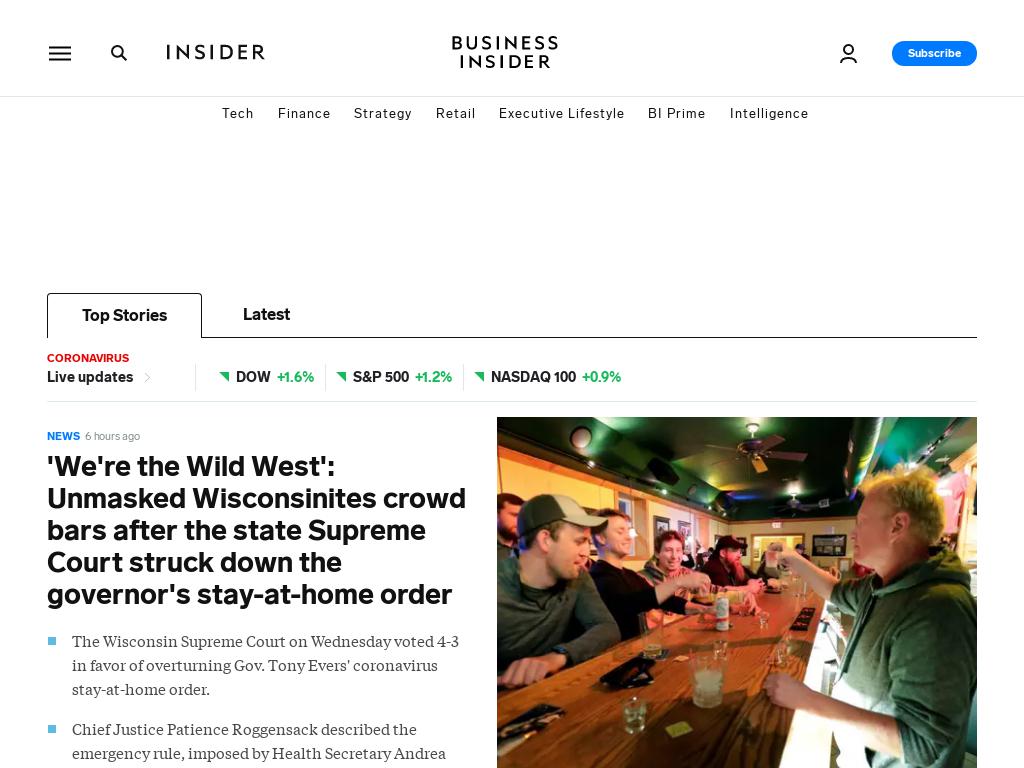 INSIDER
BUSINESS
INSIDER
Subscribe
Tech Finance Strategy Retail Executive Lifestyle BI Prime Intelligence
Top Stories Latest
CORONAVIRUS
Live updates DOW +1.6% S&P 500 +1.2% NASDAQ 100 +0.9%
NEWS 6 hours ago
'We're the Wild West':
Unmasked Wisconsinites crowd
bars after the state Supreme
Court struck down the
governor's stay-at-home order
The Wisconsin Supreme Court on Wednesday voted 4-3
in favor of overturning Gov. Tony Evers' coronavirus
stay-at-home order.
Chief Justice Patience Roggensack described the
emergency rule, imposed by Health Secretary Andrea